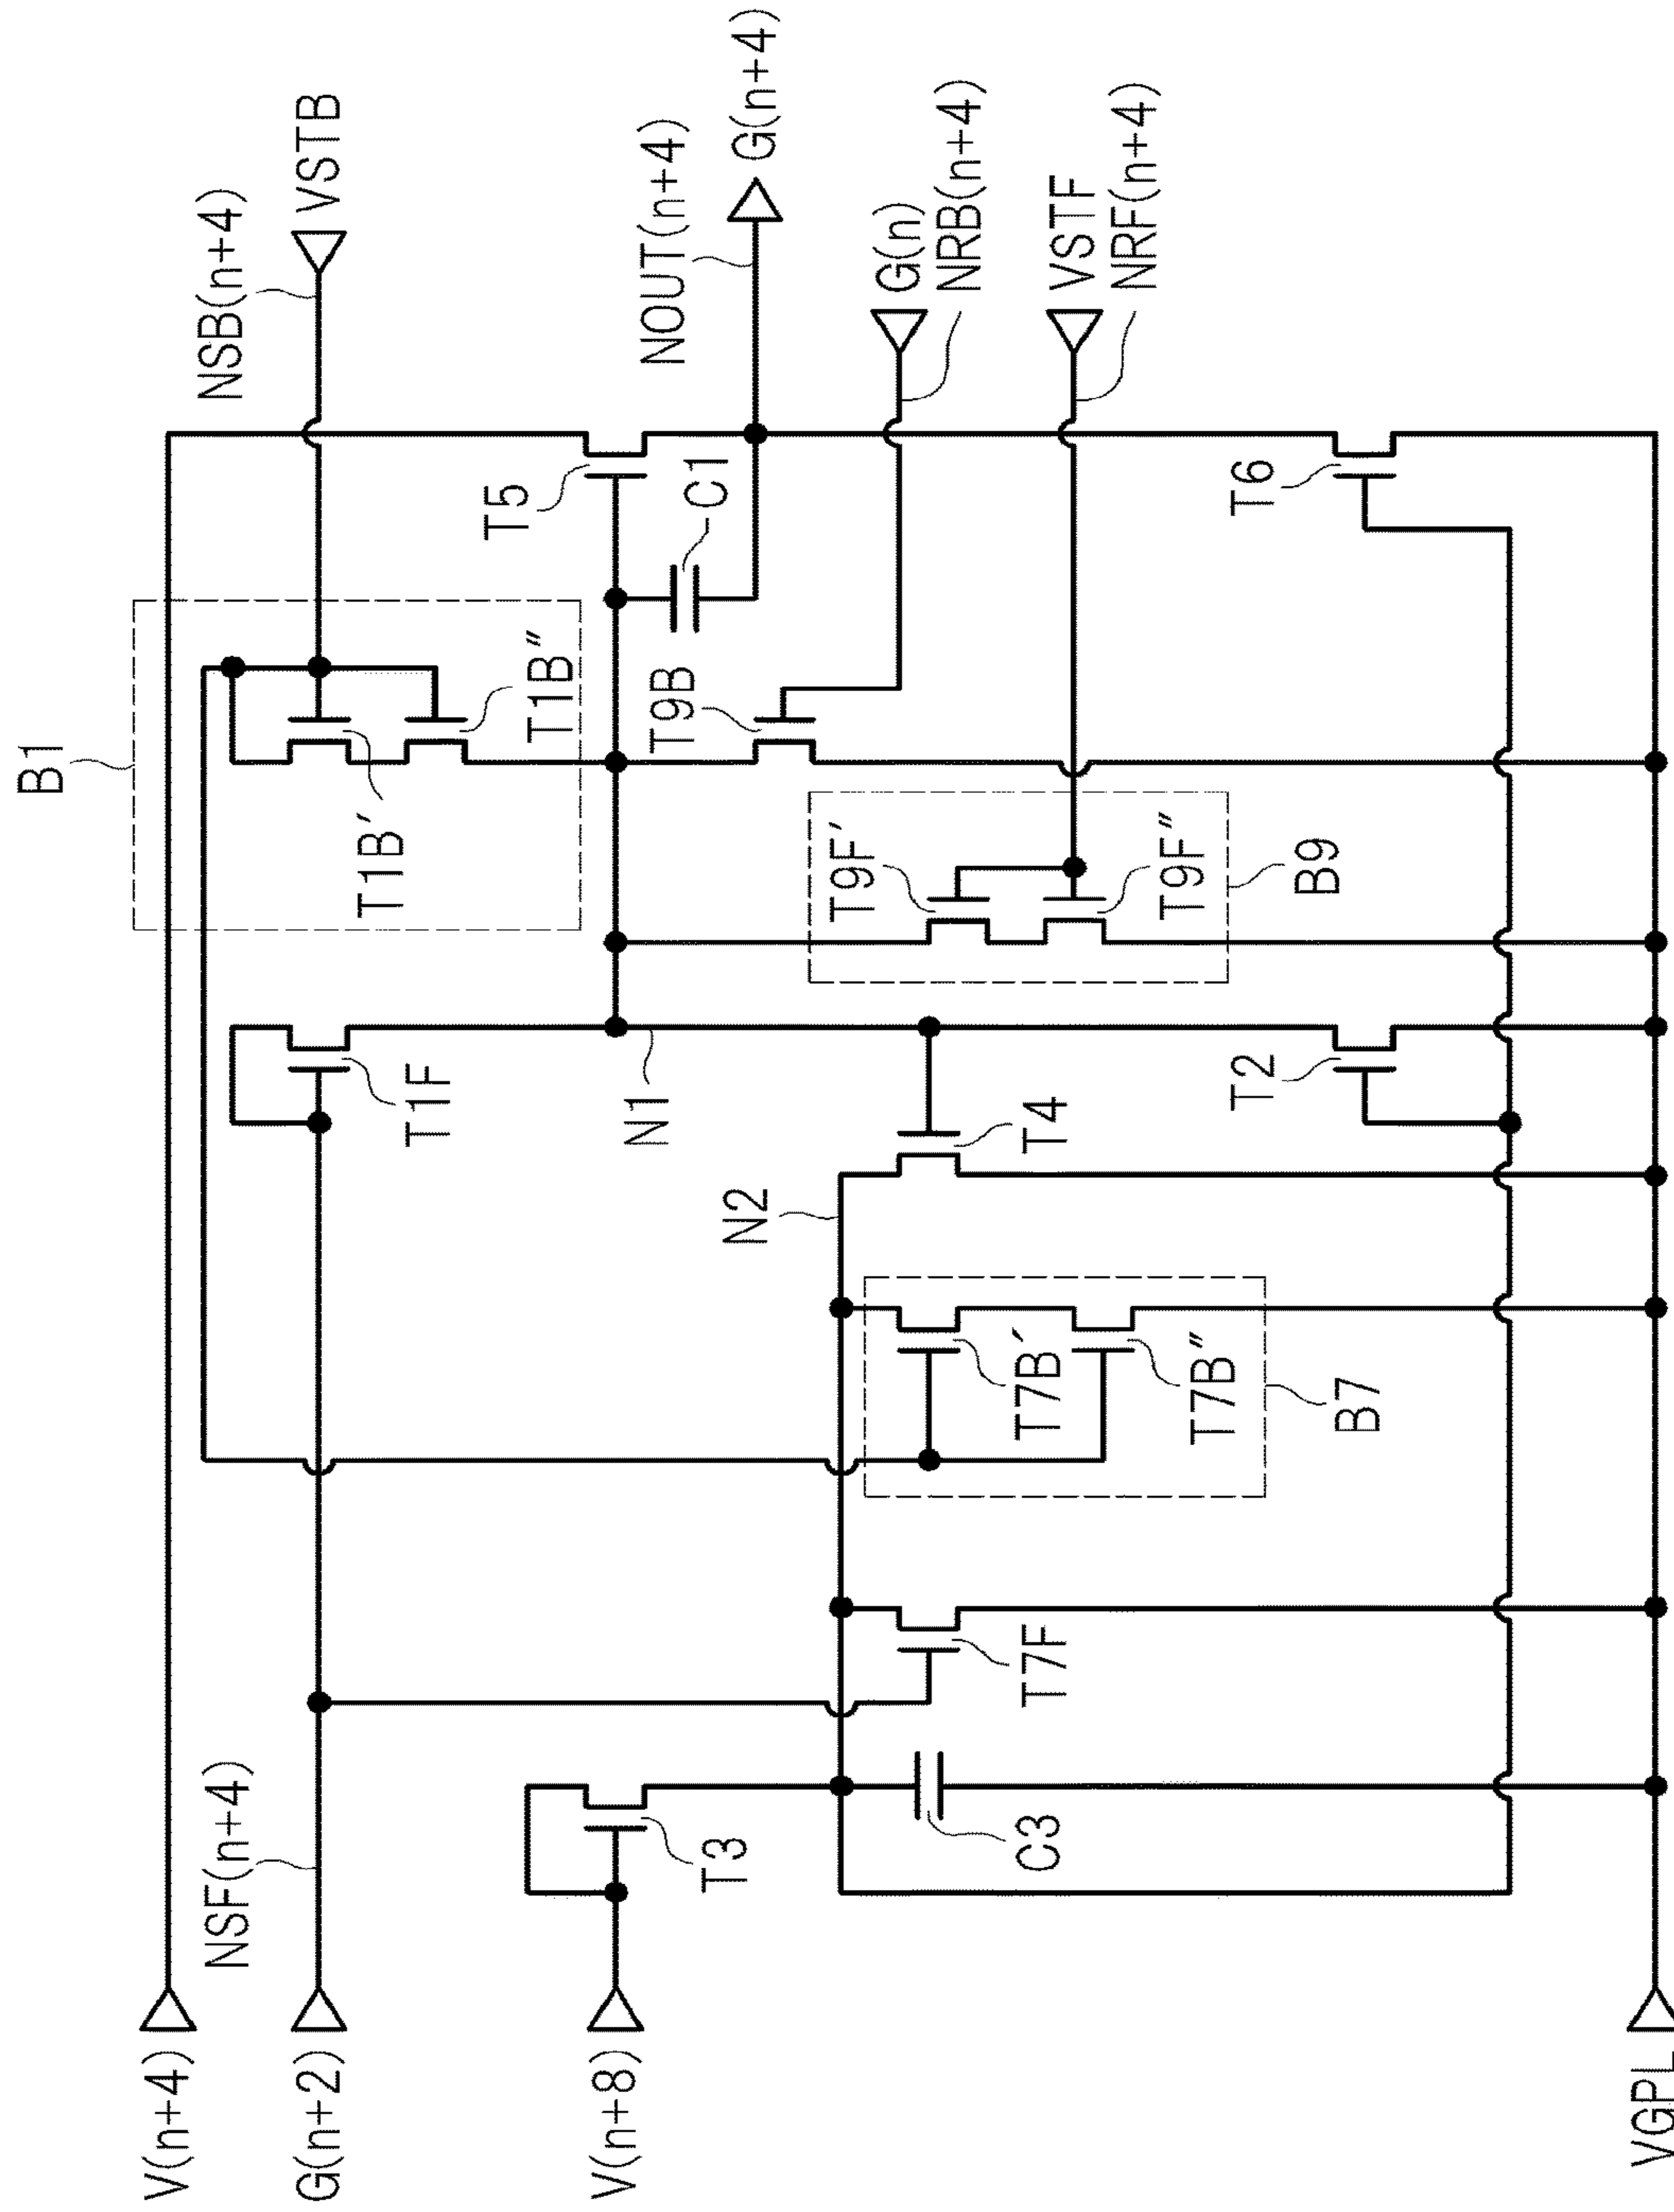 V(n+4)
G(n+2)
V(n+8)
VGPL
NSF(n+4)
T3
C3
T7F
T7B′
T7B″
B7
N2
T4
T1F
N1
T2
B1
T1B′
T1B″
T9F′
T9F″
B9
T9B
T5
C1
T6
NSB(n+4)
VSTB
NOUT(n+4)
G(n+4)
G(n)
NRB(n+4)
VSTF
NRF(n+4)